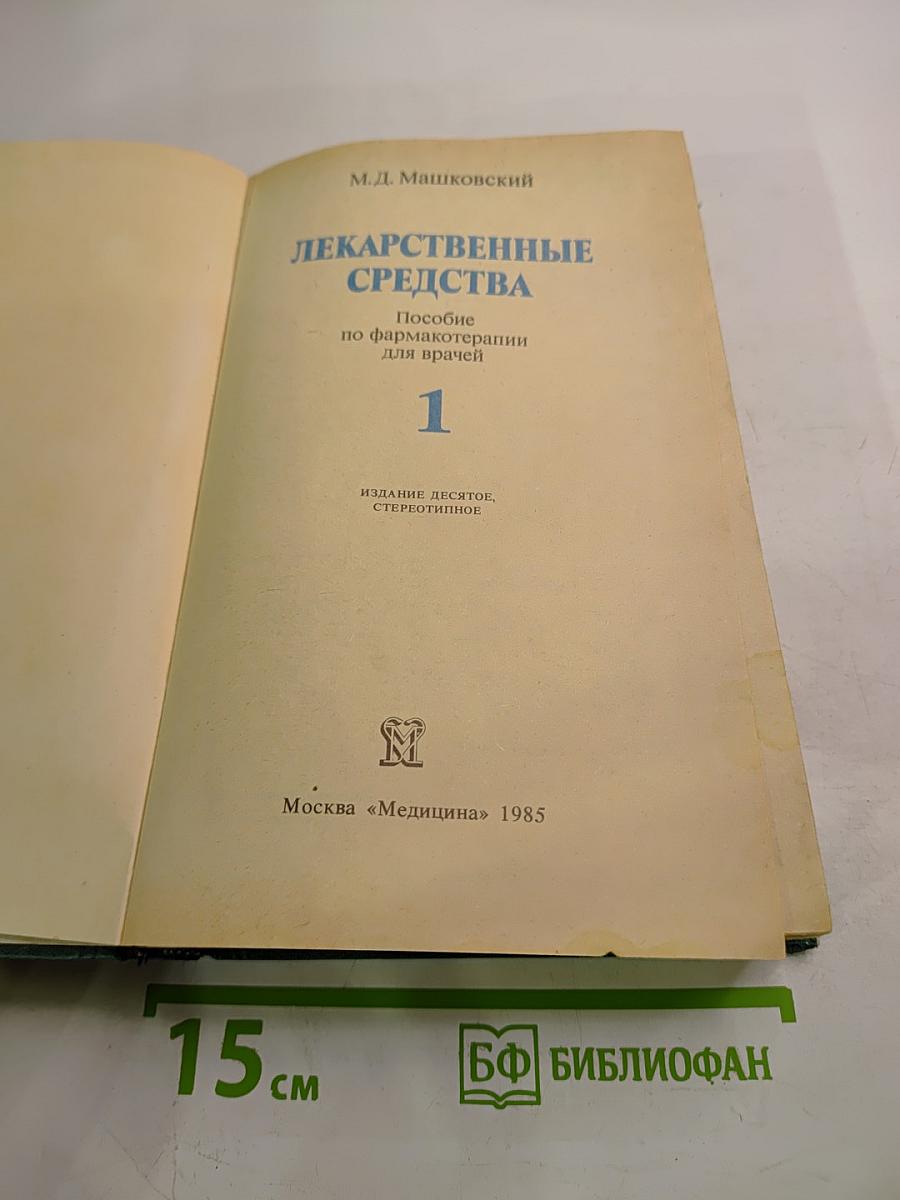 М.Д. Машковский
ЛЕКАРСТВЕННЫЕ
СРЕДСТВА
Пособие
по фармакотерапии
для врачей
1
ИЗДАНИЕ ДЕСЯТОЕ,
СТЕРЕОТИПНОЕ
М
Москва «Медицина» 1985
15 см
БФ БИБЛИОФАН